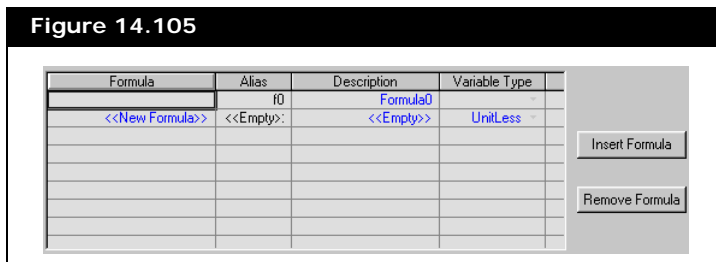 Figure 14.105
Formula Alias Description Variable Type
f0 Formula0
<<New Formula>> <<Empty>: <<Empty>> UnitLess
Insert Formula
Remove Formula